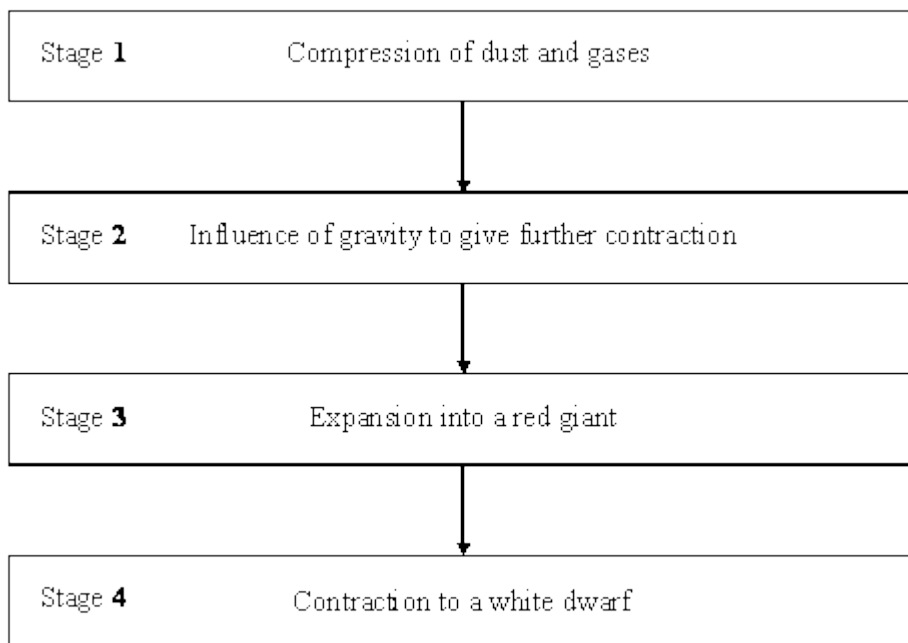 Stage 1 Compression of dust and gases
Stage 2 Influence of gravity to give further contraction
Stage 3 Expansion into a red giant
Stage 4 Contraction to a white dwarf